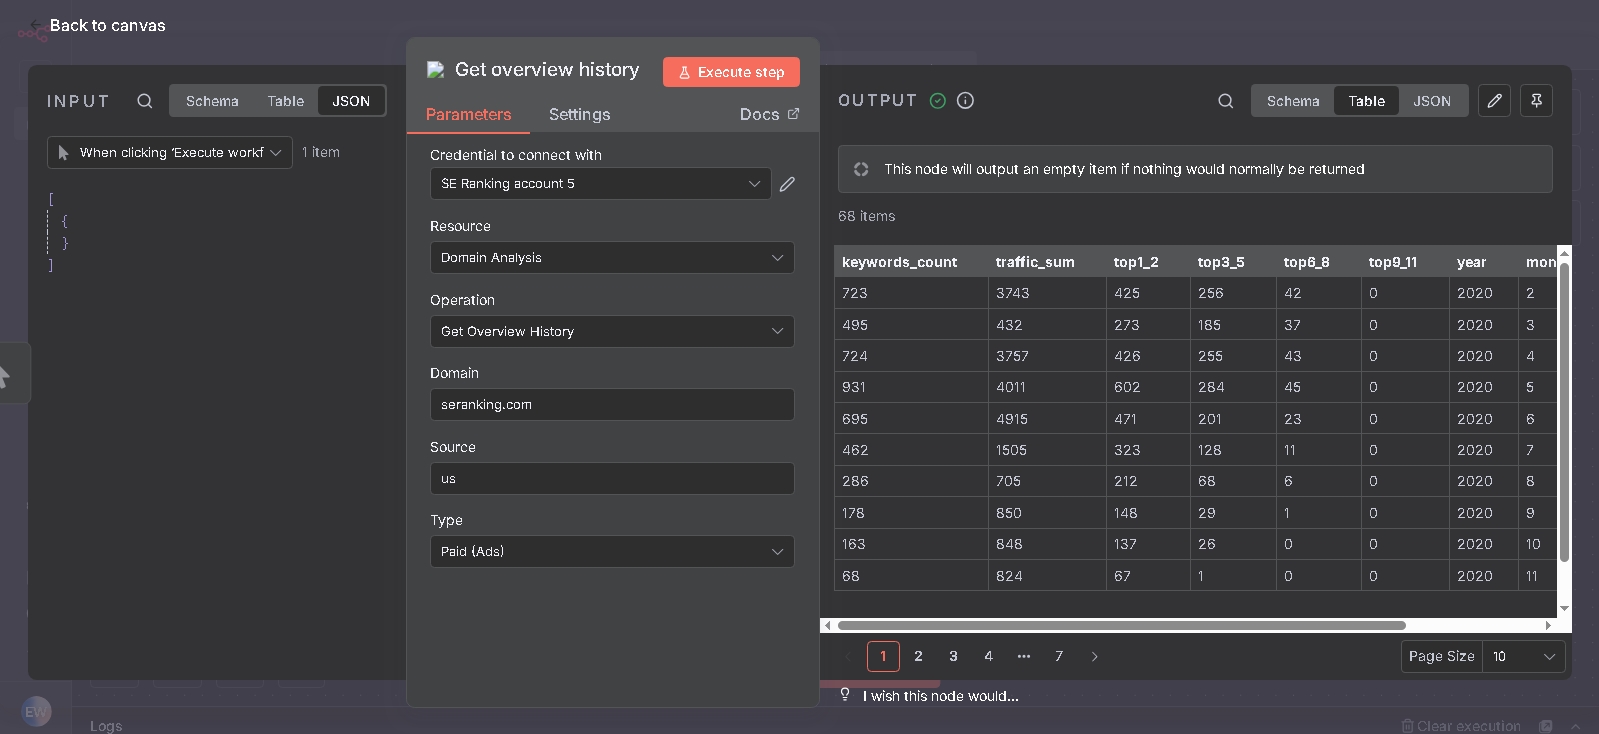 Back to canvas
INPUT
Schema Table JSON
When clicking 'Execute workf
1 item
[
{
}
]
Get overview history
Execute step
Parameters Settings Docs
Credential to connect with
SE Ranking account 5
Resource
Domain Analysis
Operation
Get Overview History
Domain
seranking.com
Source
us
Type
Paid (Ads)
OUTPUT
Schema Table JSON
This node will output an empty item if nothing would normally be returned
68 items
keywords_count traffic_sum top1_2 top3_5 top6_8 top9_11 year mon
723 3743 425 256 42 0 2020 2
495 432 273 185 37 0 2020 3
724 3757 426 255 43 0 2020 4
931 4011 602 284 45 0 2020 5
695 4915 471 201 23 0 2020 6
462 1505 323 128 11 0 2020 7
286 705 212 68 6 0 2020 8
178 850 148 29 1 0 2020 9
163 848 137 26 0 0 2020 10
68 824 67 1 0 0 2020 11
1 2 3 4 ••• 7
Page Size 10
I wish this node would...
EW
Logs
Clear execution